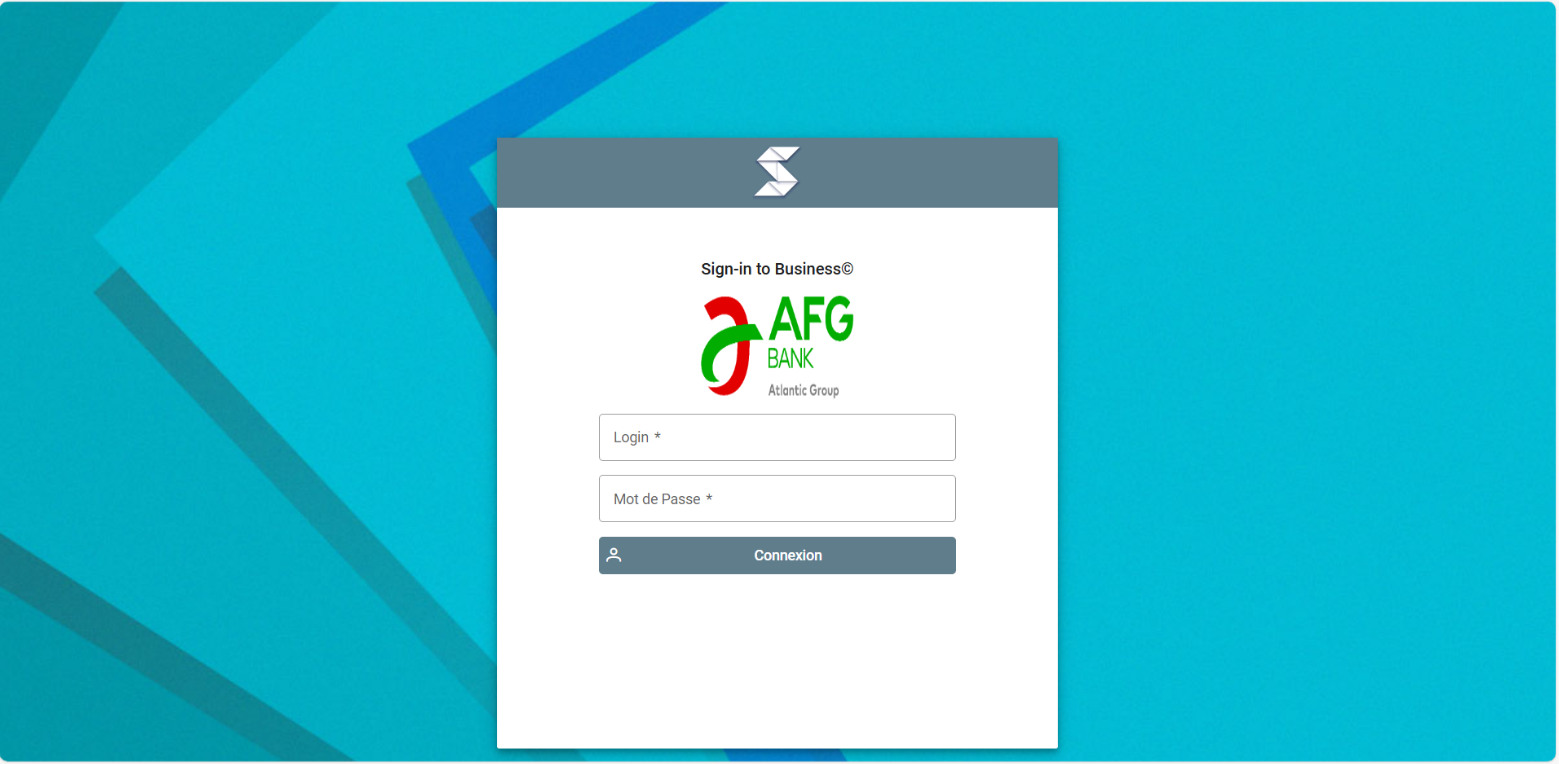 Sign-in to Business©
AFG
BANK
Atlantic Group
Login *
Mot de Passe *
Connexion